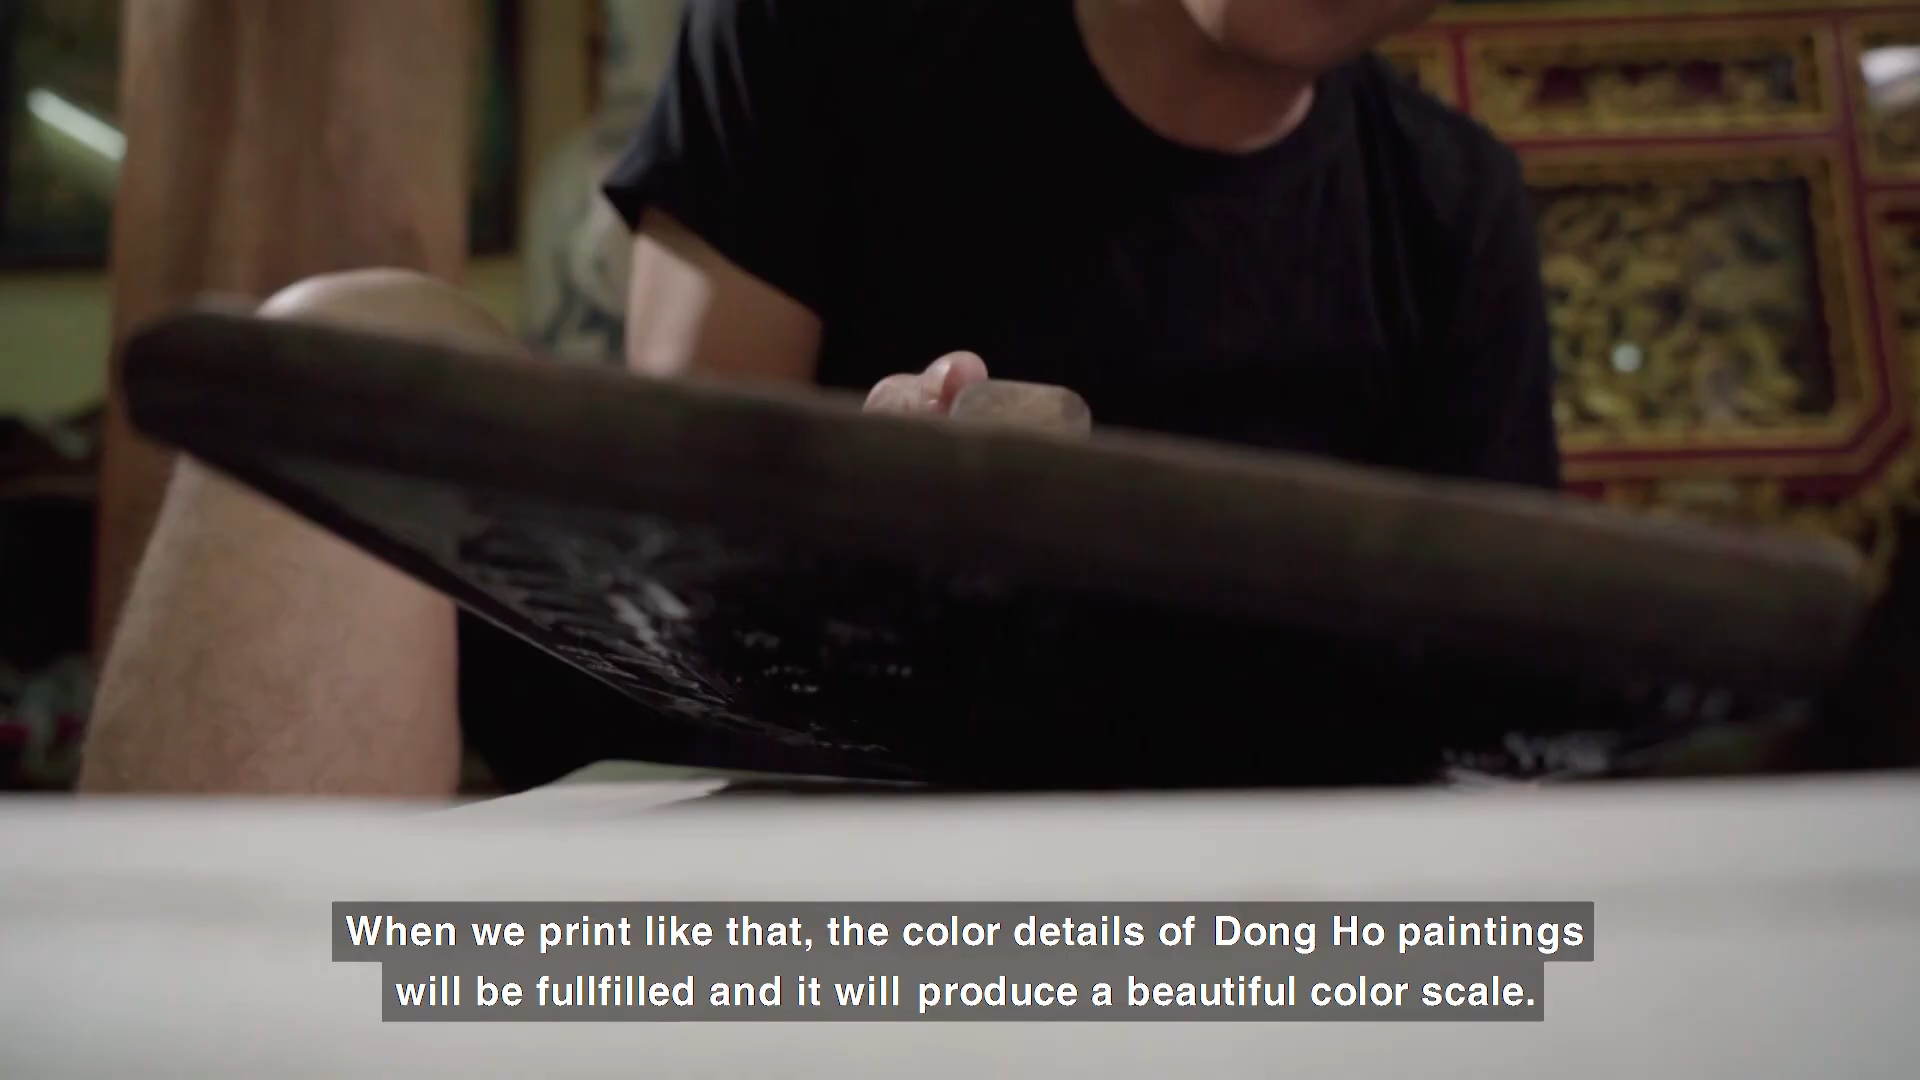 When we print like that, the color details of Dong Ho paintings
will be fullfilled and it will produce a beautiful color scale.